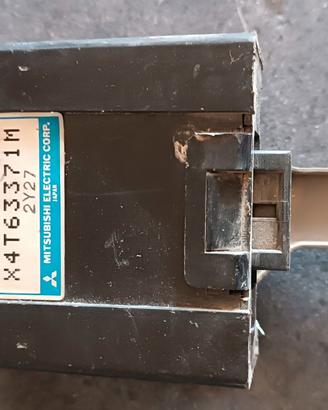 X4T63371M
2Y27
MITSUBISHI ELECTRIC CORP.
JAPAN